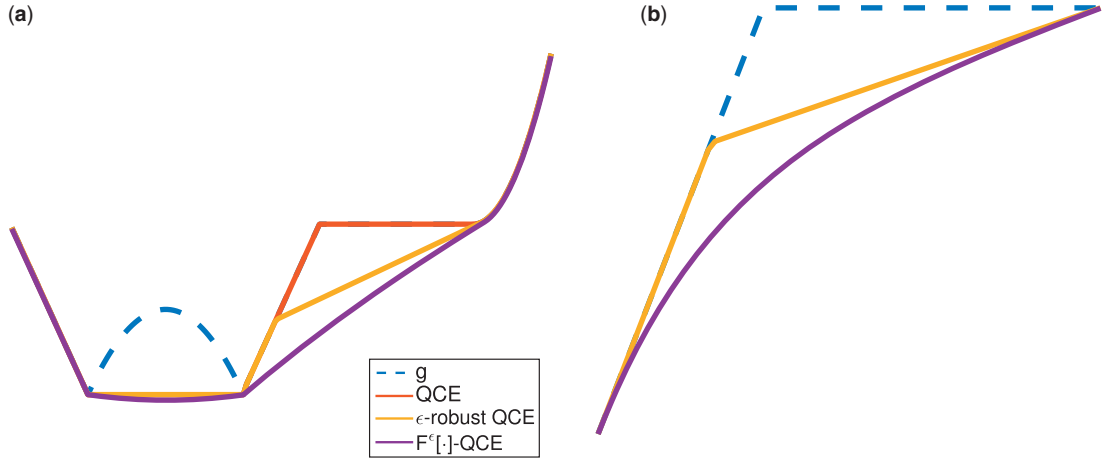 (a)
(b)
g
QCE
ϵ-robust QCE
F^ϵ[·]-QCE